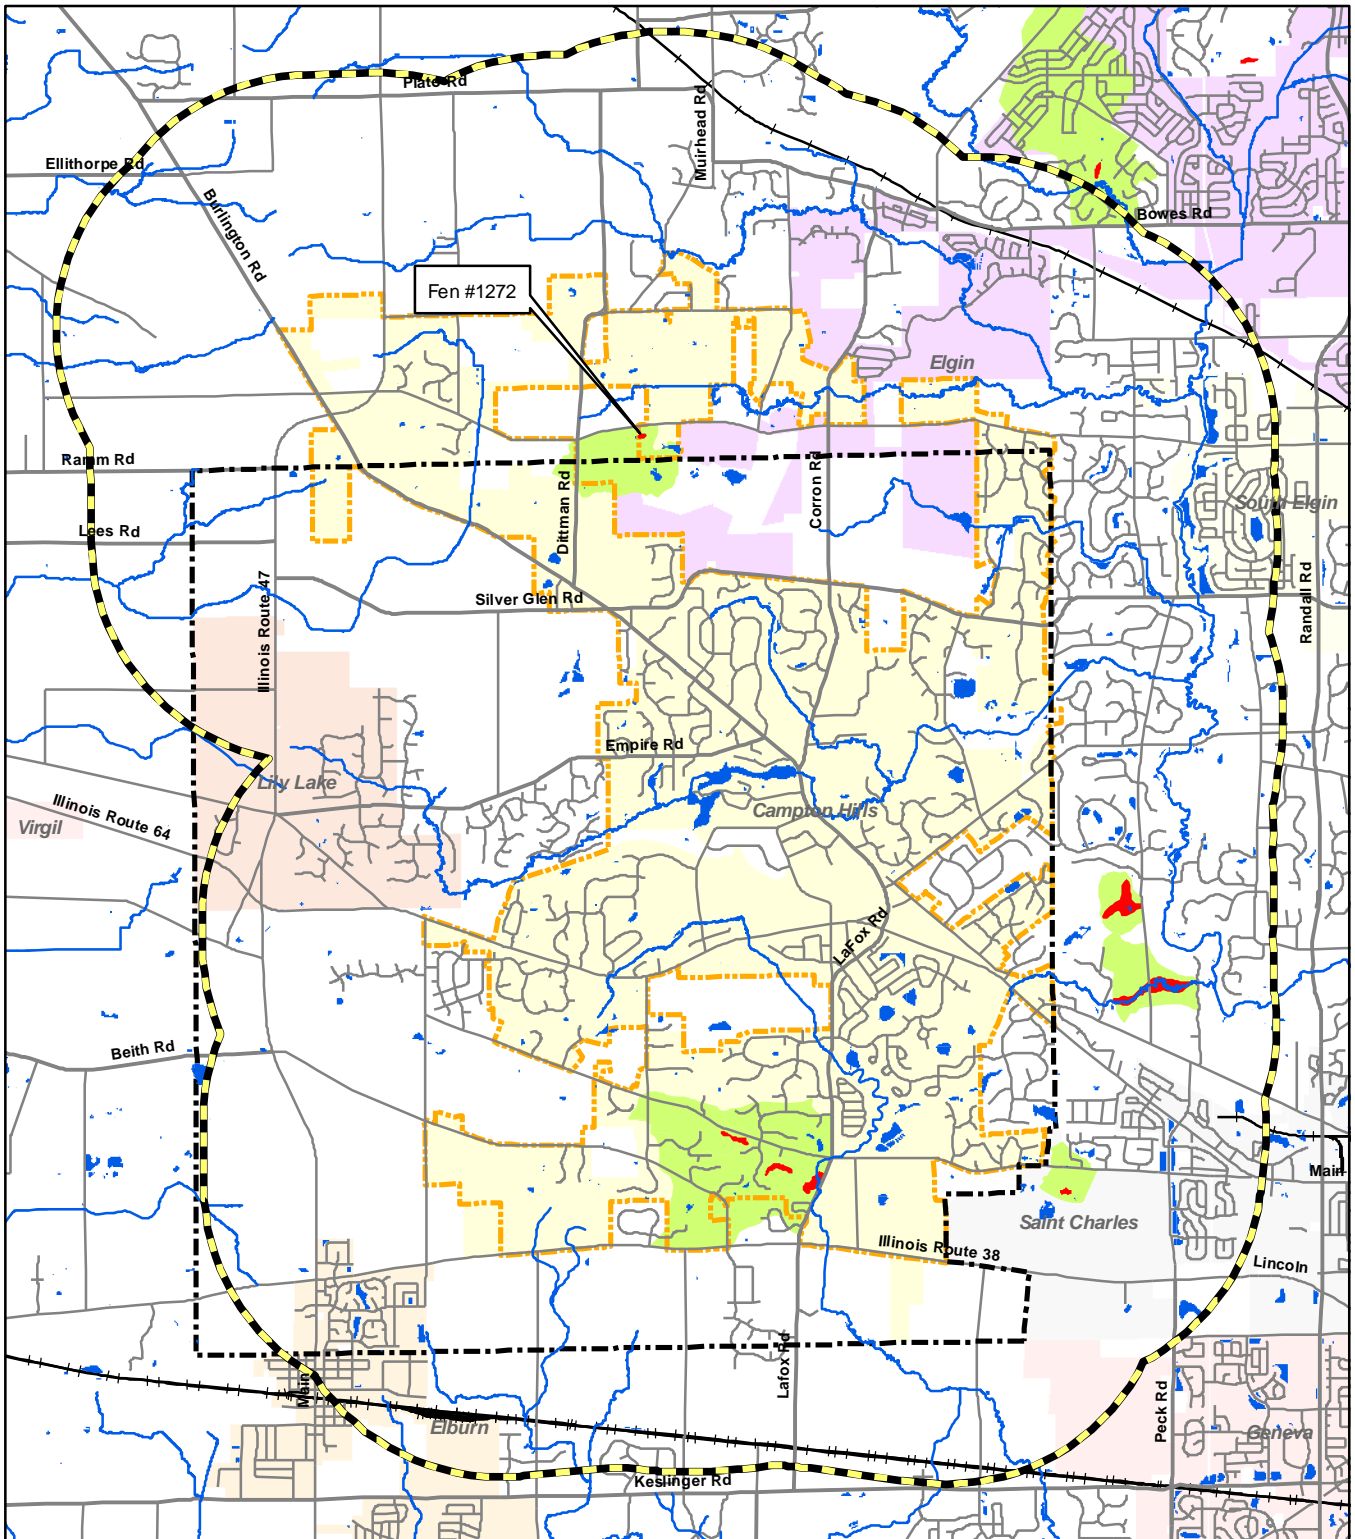 Plato Rd
Muirhead Rd
Ellithorpe Rd
Burlington Rd
Bowes Rd
Fen #1272
Elgin
Ramm Rd
Corron Rd
South Elgin
Lees Rd
Dittman Rd
Silver Glen Rd
Illinois Route 47
Randall Rd
Empire Rd
Lily Lake
Campton Hills
Illinois Route 64
Virgil
LaFox Rd
Beith Rd
Main
Saint Charles
Illinois Route 38
Lincoln
Lafox Rd
Main
Peck Rd
Elburn
Geneva
Keslinger Rd